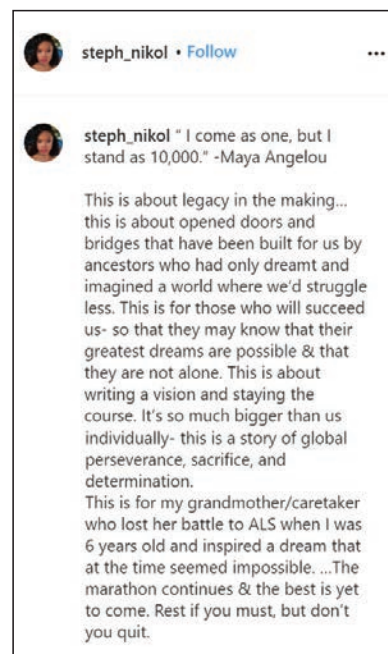 steph_nikol • Follow
...
steph_nikol “ I come as one, but I
stand as 10,000.” -Maya Angelou
This is about legacy in the making...
this is about opened doors and
bridges that have been built for us by
ancestors who had only dreamt and
imagined a world where we’d struggle
less. This is for those who will succeed
us- so that they may know that their
greatest dreams are possible & that
they are not alone. This is about
writing a vision and staying the
course. It’s so much bigger than us
individually- this is a story of global
perseverance, sacrifice, and
determination.
This is for my grandmother/caretaker
who lost her battle to ALS when I was
6 years old and inspired a dream that
at the time seemed impossible. ...The
marathon continues & the best is yet
to come. Rest if you must, but don’t
you quit.